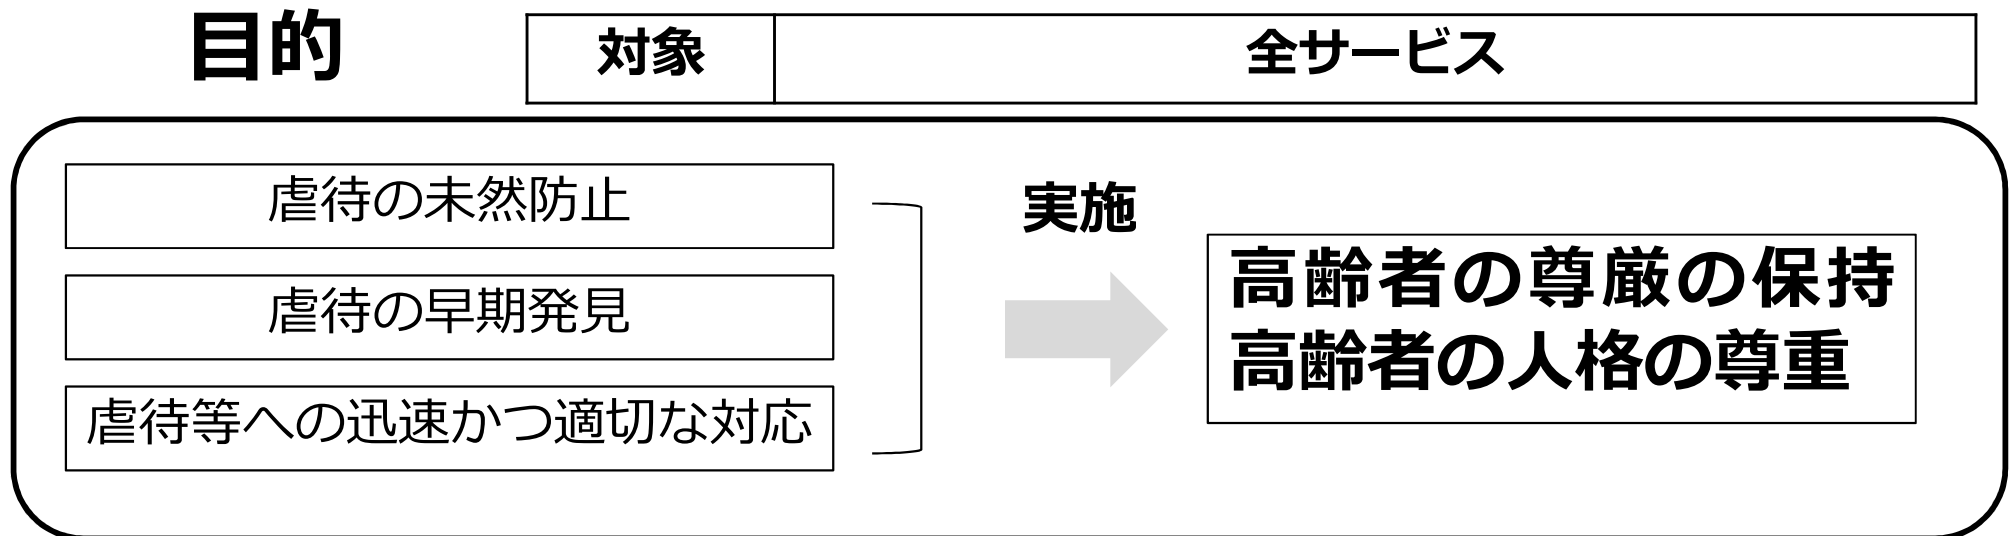 目的
対象
全サービス
虐待の未然防止
虐待の早期発見
虐待等への迅速かつ適切な対応
実施
高齢者の尊厳の保持
高齢者の人格の尊重